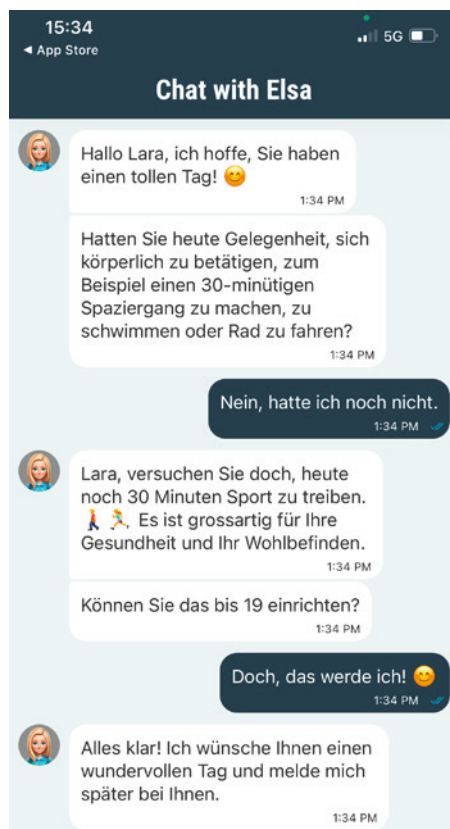 15:34
5G
◄ App Store
Chat with Elsa
Hallo Lara, ich hoffe, Sie haben
einen tollen Tag! 😊
1:34 PM
Hatten Sie heute Gelegenheit, sich
körperlich zu betätigen, zum
Beispiel einen 30-minütigen
Spaziergang zu machen, zu
schwimmen oder Rad zu fahren?
1:34 PM
Nein, hatte ich noch nicht.
1:34 PM
Lara, versuchen Sie doch, heute
noch 30 Minuten Sport zu treiben.
🚶🏃 Es ist grossartig für Ihre
Gesundheit und Ihr Wohlbefinden.
1:34 PM
Können Sie das bis 19 einrichten?
1:34 PM
Doch, das werde ich! 😊
1:34 PM
Alles klar! Ich wünsche Ihnen einen
wundervollen Tag und melde mich
später bei Ihnen.
1:34 PM